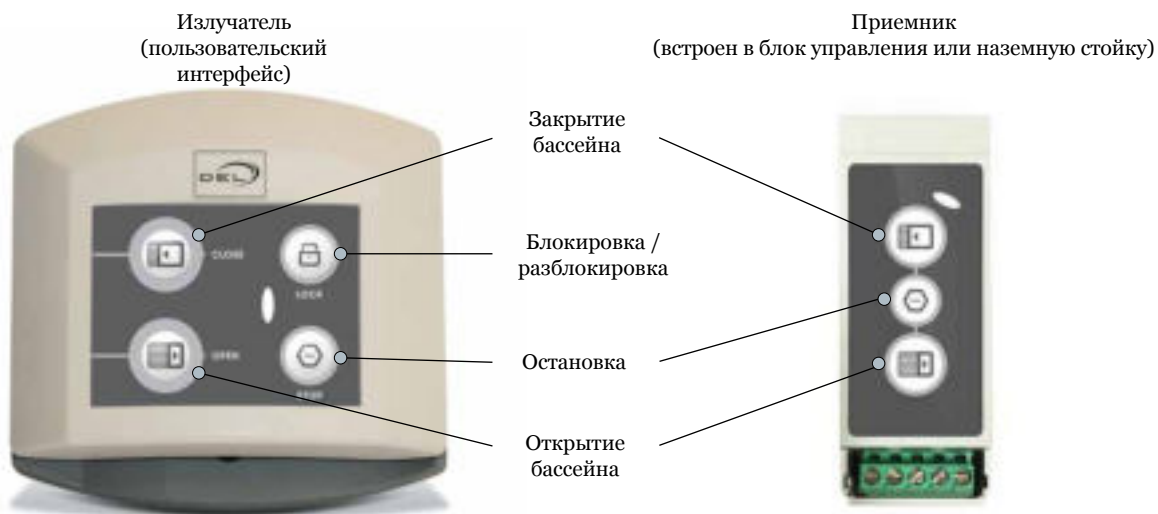 Излучатель
(пользовательский
интерфейс)
Приемник
(встроен в блок управления или наземную стойку)
Закрытие
бассейна
DEL
CLOSE
Блокировка /
разблокировка
LOCK
OPEN
Остановка
STOP
Открытие
бассейна